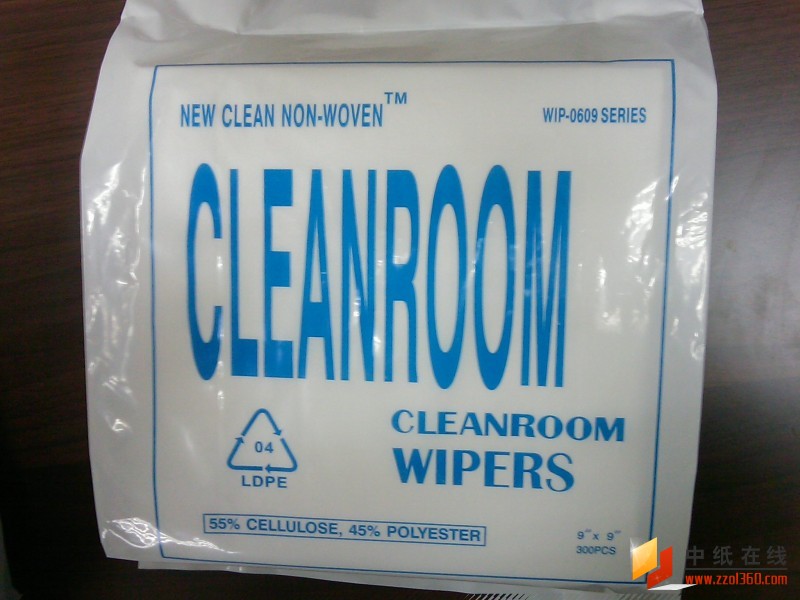 NEW CLEAN NON-WOVEN™
WIP-0609 SERIES
CLEANROOM
CLEANROOM
WIPERS
04
LDPE
55% CELLULOSE, 45% POLYESTER
9" x 9"
300PCS
中纸在线
www.zzol360.com